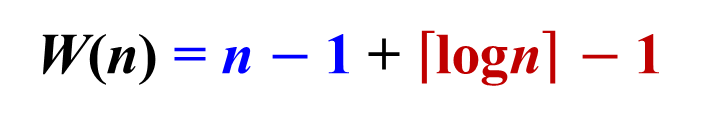 W(n) = n − 1 + ⌈logn⌉ − 1